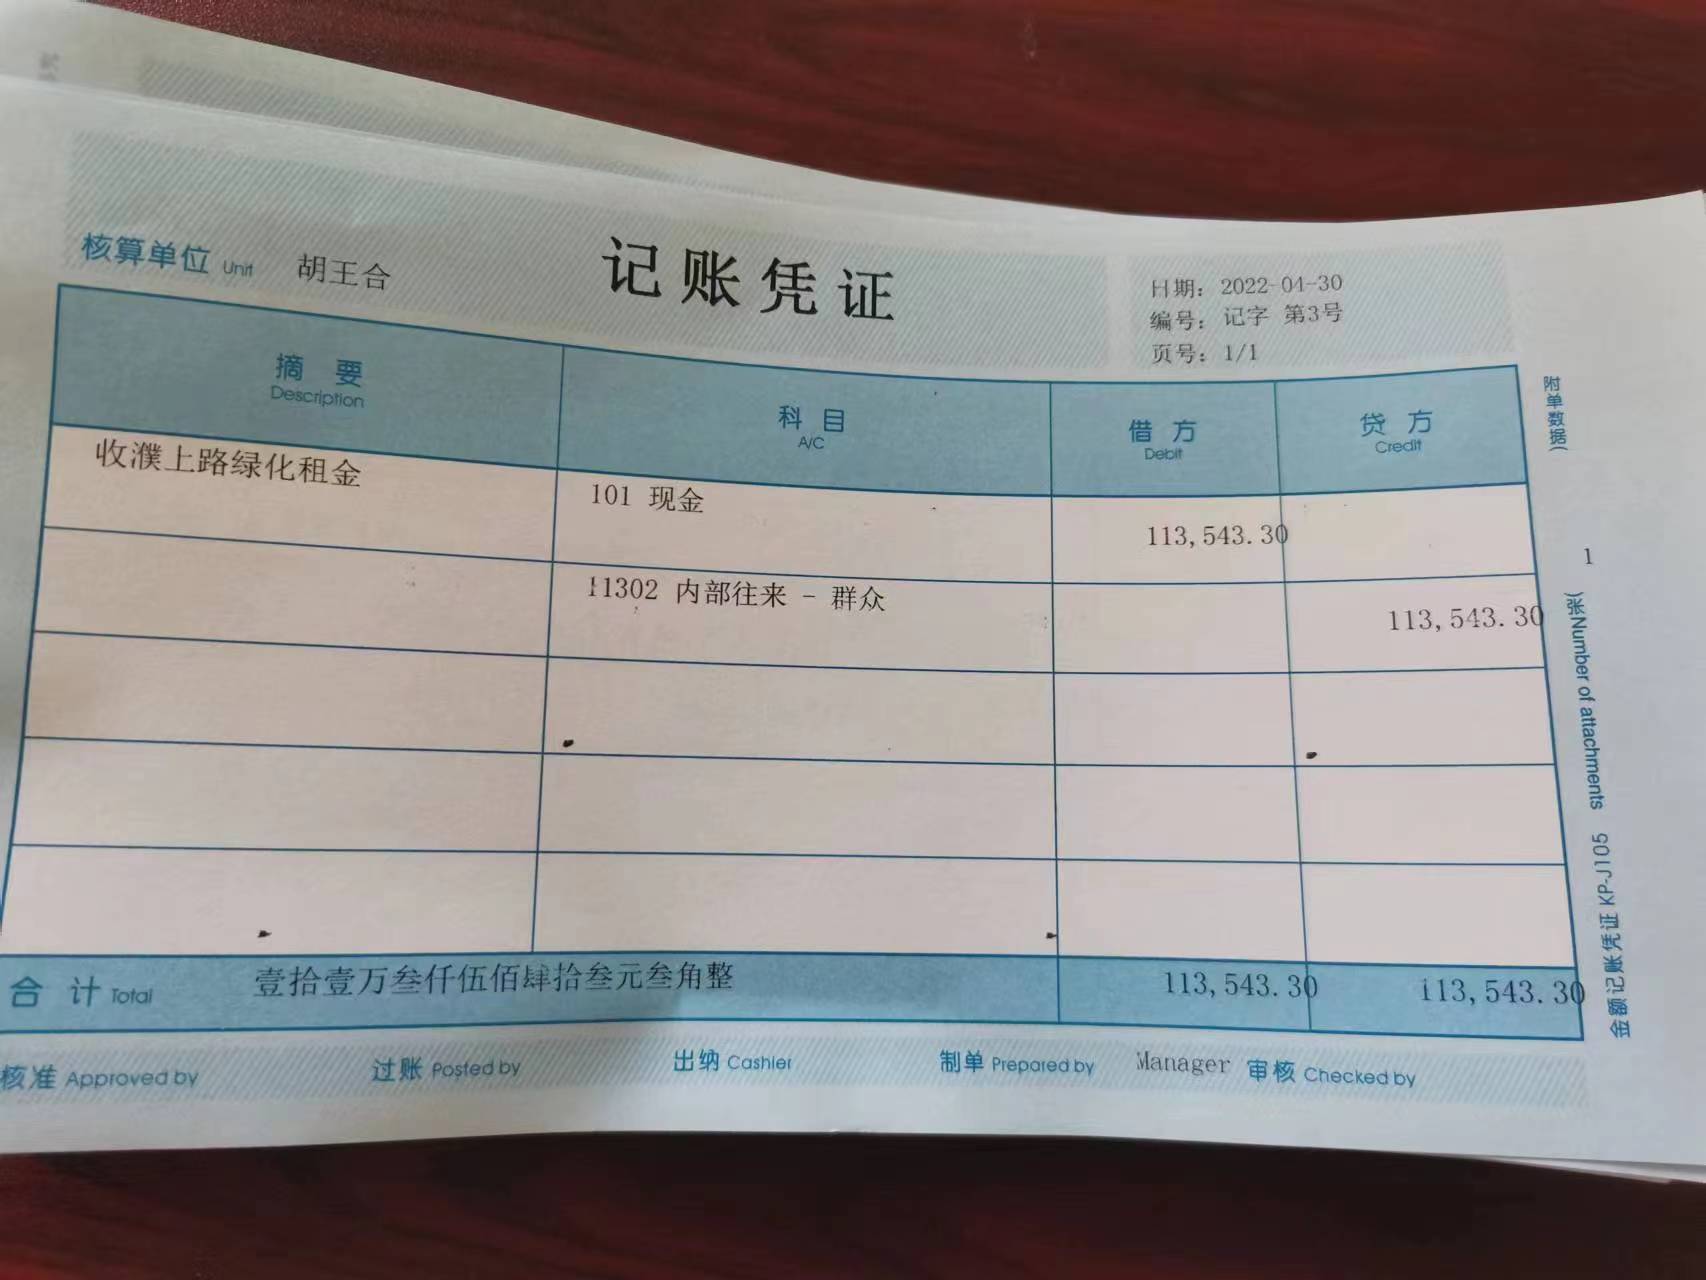 核算单位 Unit 胡王合
记账凭证
日期: 2022-04-30
编号: 记字 第3号
页号: 1/1
摘要 科目 借方 贷方
Description A/C Debit Credit
收濮上路绿化租金 101 现金 113,543.30
11302 内部往来 - 群众 113,543.30
合计 Total 壹拾壹万叁仟伍佰肆拾叁元叁角整 113,543.30 113,543.30
核准 Approved by 过账 Posted by 出纳 Cashier 制单 Prepared by Manager 审核 Checked by
附单数据( 1 )张Number of attachments
金额记账凭证 KP-J105